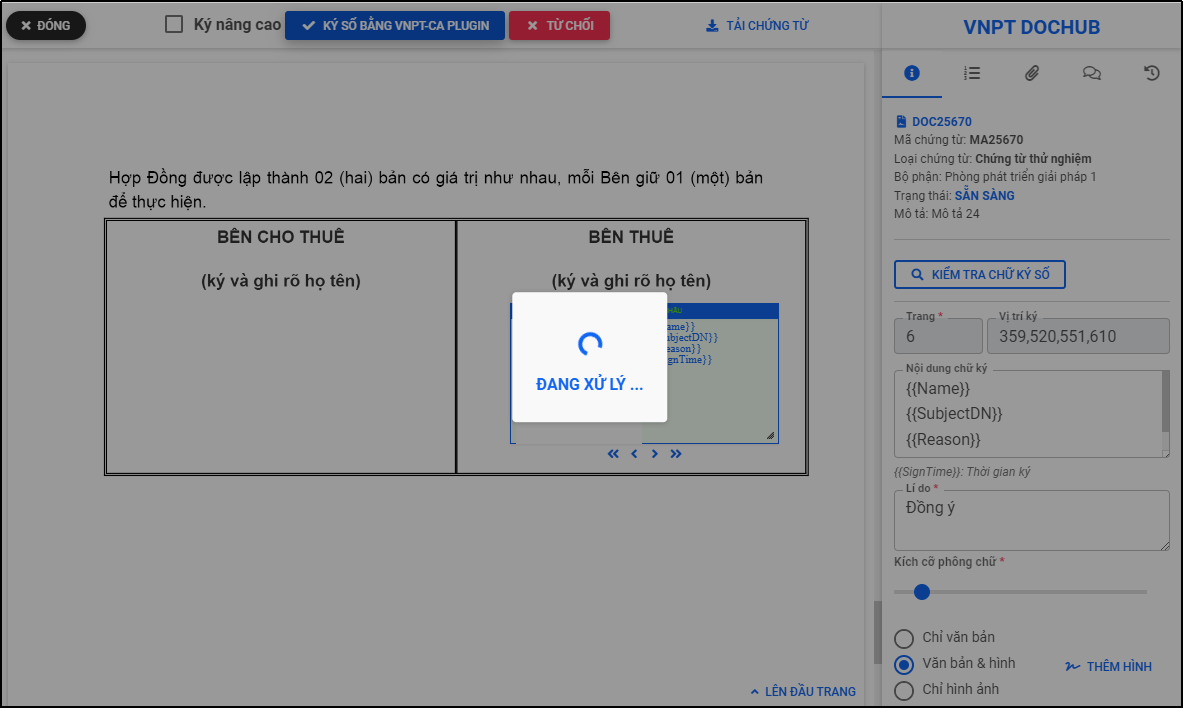 ĐÓNG
Ký nâng cao
KÝ SỐ BẰNG VNPT-CA PLUGIN
TỪ CHỐI
TẢI CHỨNG TỪ
VNPT DOCHUB
Hợp Đồng được lập thành 02 (hai) bản có giá trị như nhau, mỗi Bên giữ 01 (một) bản
để thực hiện.
BÊN CHO THUÊ
(ký và ghi rõ họ tên)
BÊN THUÊ
(ký và ghi rõ họ tên)
ame}}
bjectDN}}
eason}}
gnTime}}
ĐANG XỬ LÝ ...
LÊN ĐẦU TRANG
DOC25670
Mã chứng từ: MA25670
Loại chứng từ: Chứng từ thử nghiệm
Bộ phận: Phòng phát triển giải pháp 1
Trạng thái: SẴN SÀNG
Mô tả: Mô tả 24
KIỂM TRA CHỮ KÝ SỐ
Trang *
6
Vị trí ký
359,520,551,610
Nội dung chữ ký
{{Name}}
{{SubjectDN}}
{{Reason}}
{{SignTime}}: Thời gian ký
Lí do *
Đồng ý
Kích cỡ phông chữ *
Chỉ văn bản
Văn bản & hình
THÊM HÌNH
Chỉ hình ảnh